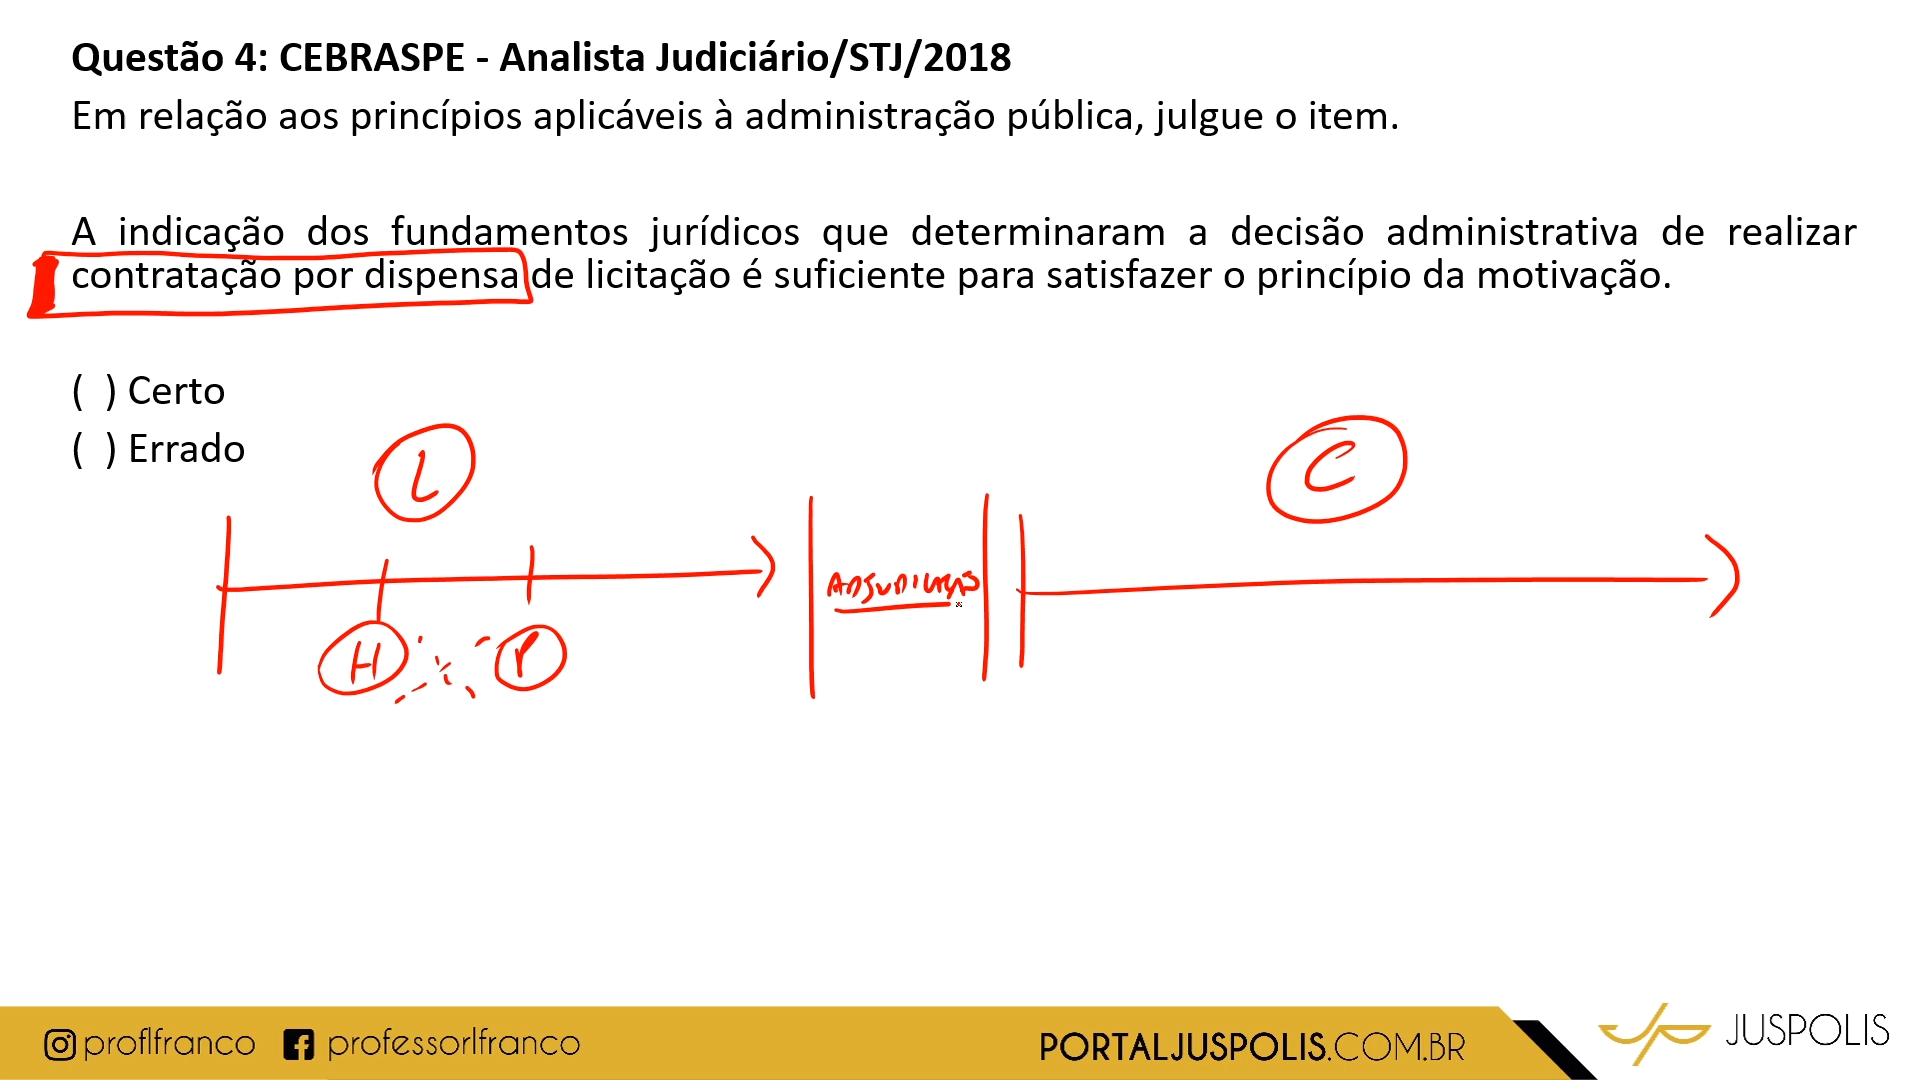 Questão 4: CEBRASPE - Analista Judiciário/STJ/2018
Em relação aos princípios aplicáveis à administração pública, julgue o item.
A indicação dos fundamentos jurídicos que determinaram a decisão administrativa de realizar
contratação por dispensa de licitação é suficiente para satisfazer o princípio da motivação.
( ) Certo
( ) Errado
L
C
ADJUDICAÇÃO
H
P
proflfranco
professorlfranco
PORTALJUSPOLIS.COM.BR
JUSPOLIS